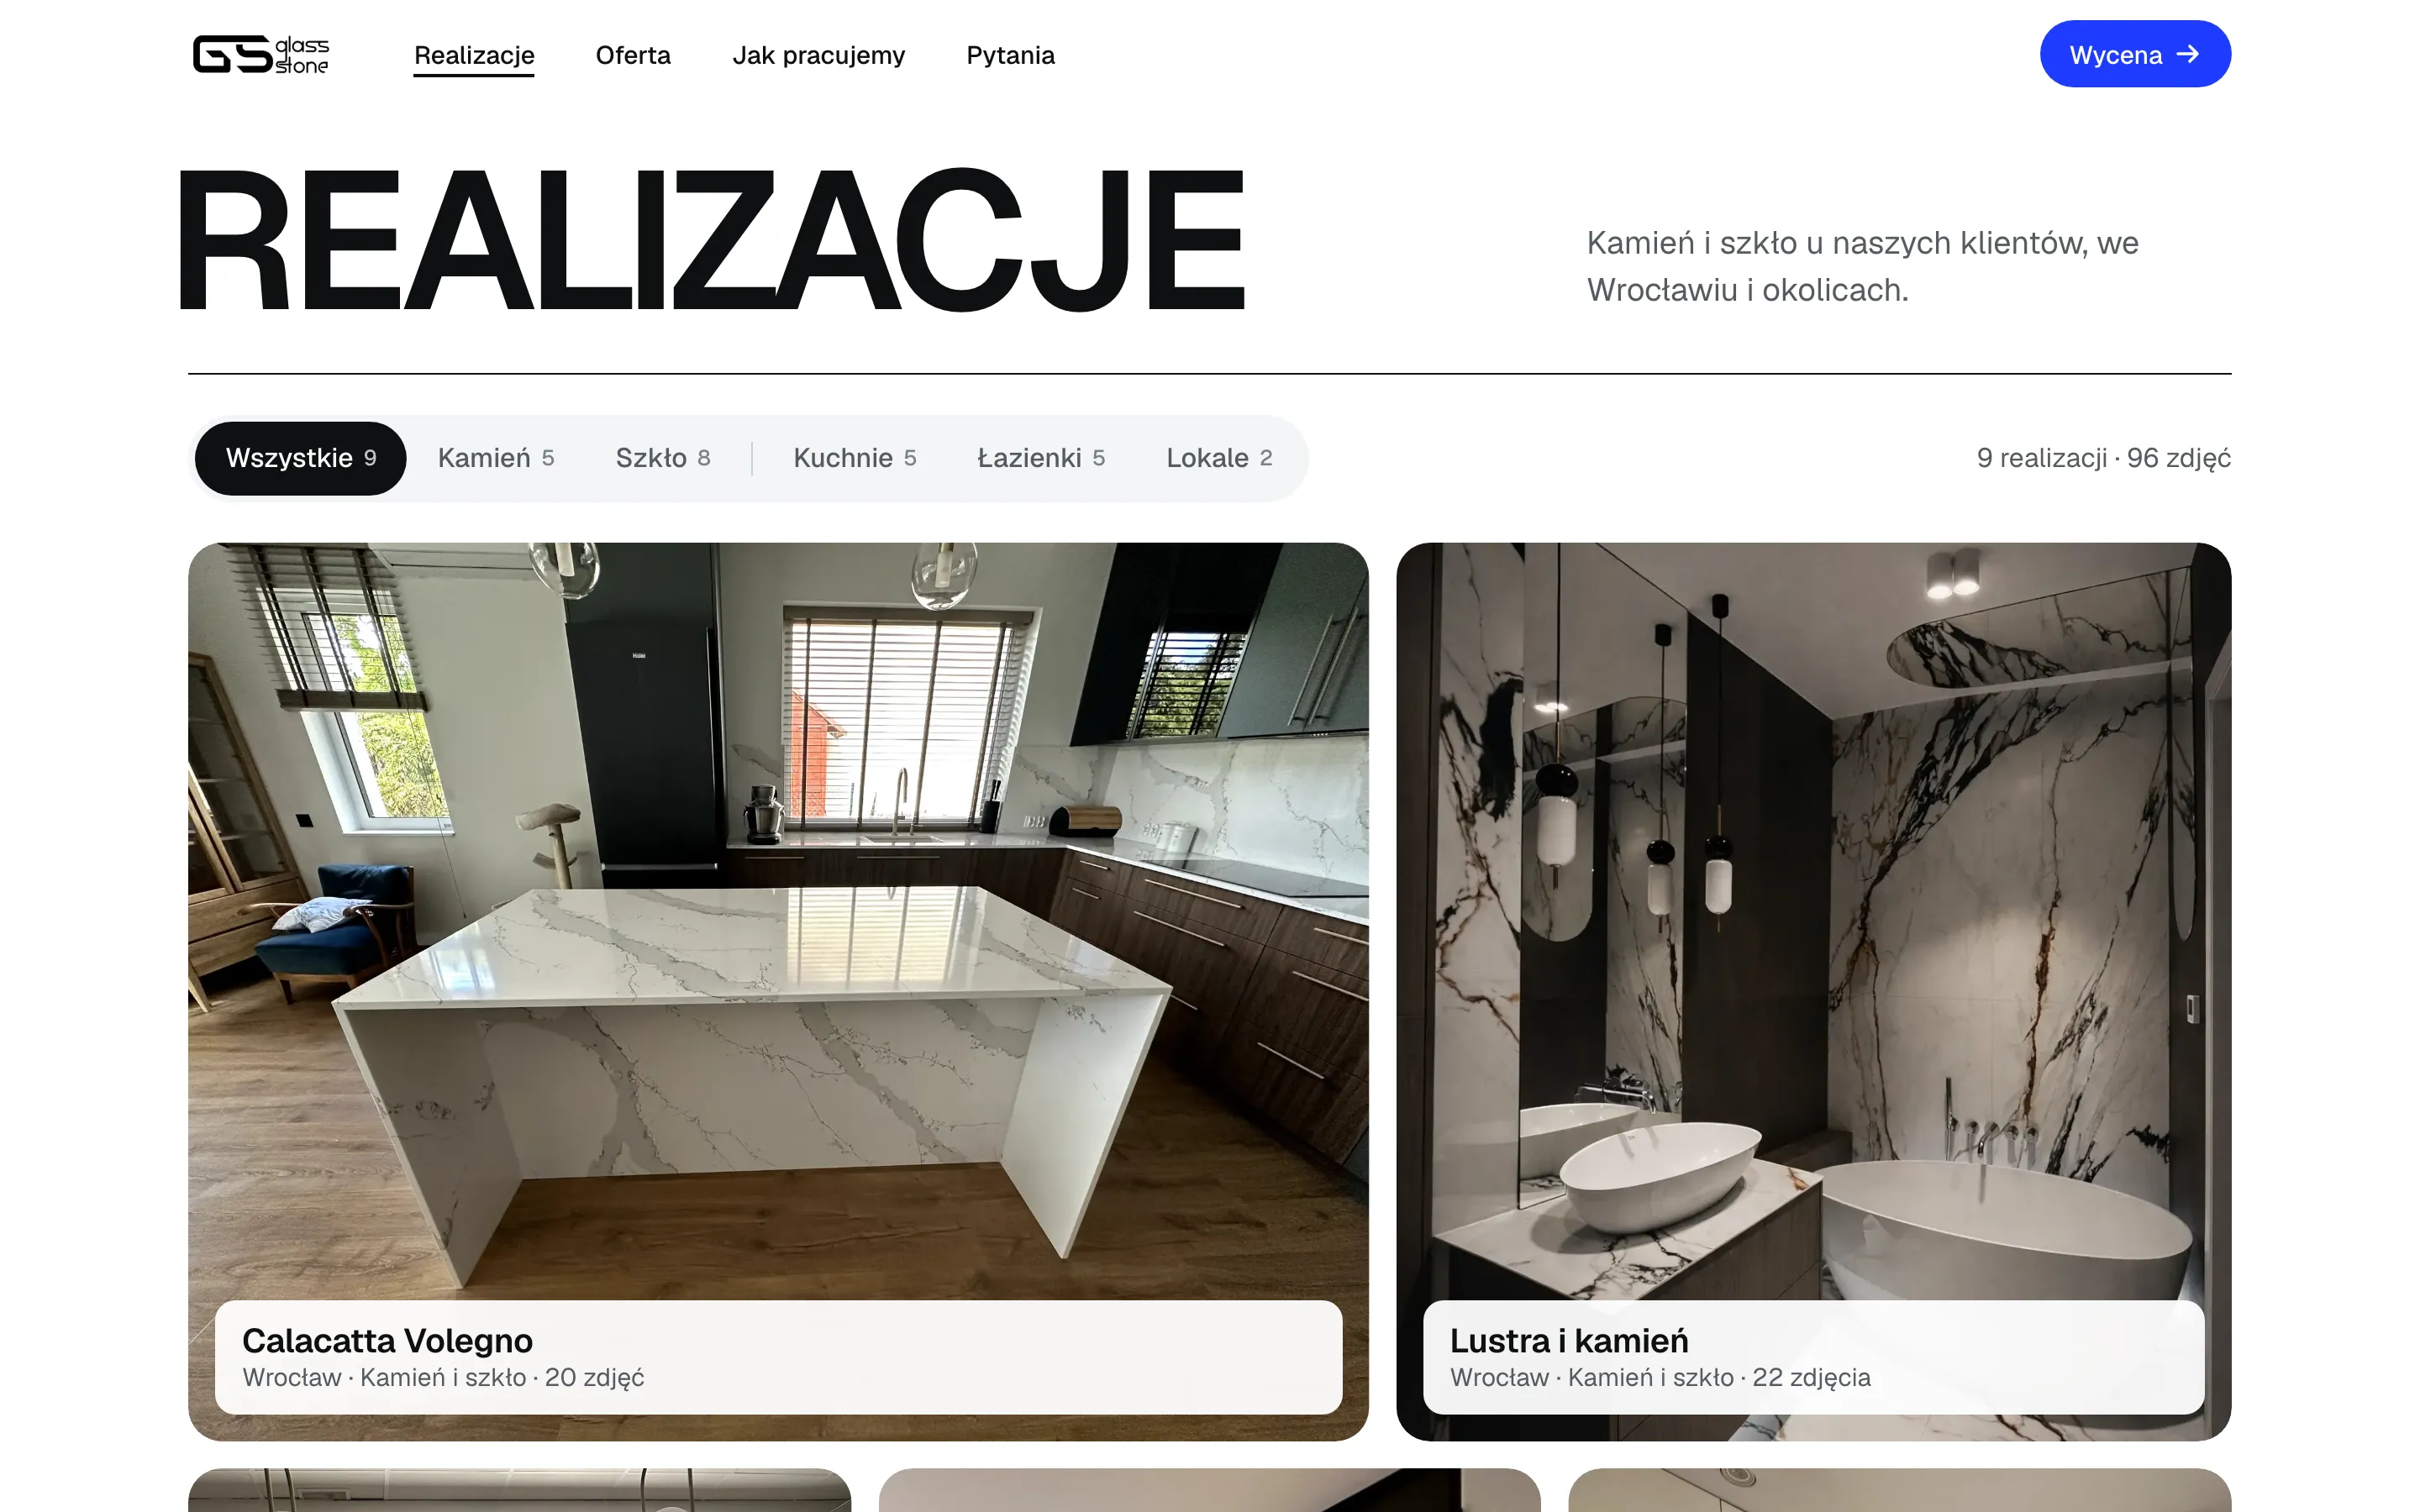 GS glass stone
Realizacje
Oferta
Jak pracujemy
Pytania
Wycena →
REALIZACJE
Kamień i szkło u naszych klientów, we
Wrocławiu i okolicach.
Wszystkie 9
Kamień 5
Szkło 8
Kuchnie 5
Łazienki 5
Lokale 2
9 realizacji · 96 zdjęć
Haier
Calacatta Volegno
Wrocław · Kamień i szkło · 20 zdjęć
Lustra i kamień
Wrocław · Kamień i szkło · 22 zdjęcia